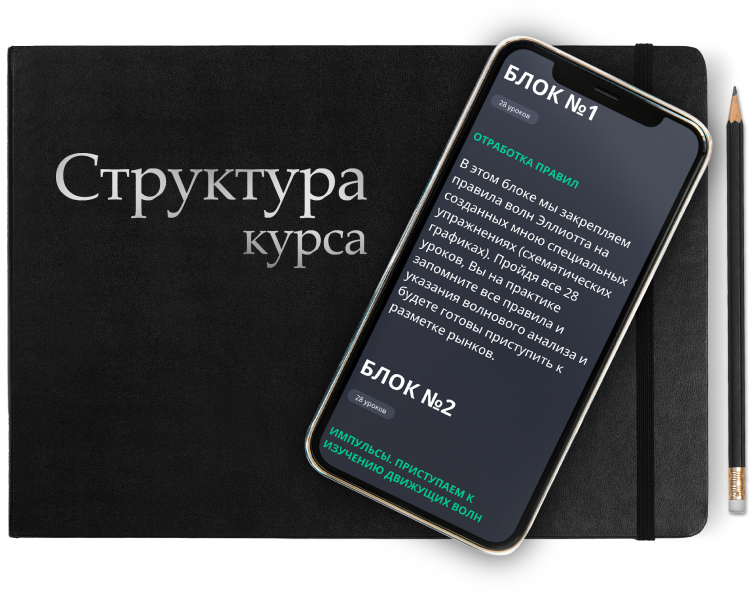 Структура
курса
БЛОК №1
28 уроков
ОТРАБОТКА ПРАВИЛ
В этом блоке мы закрепляем
правила волн Эллиотта на
созданных мною специальных
упражнениях (схематических
графиках). Пройдя все 28
уроков, Вы на практике
запомните все правила и
указания волнового анализа и
будете готовы приступить к
разметке рынков.
БЛОК №2
28 уроков
ИМПУЛЬСЫ. ПРИСТУПАЕМ К
ИЗУЧЕНИЮ ДВИЖУЩИХ ВОЛН